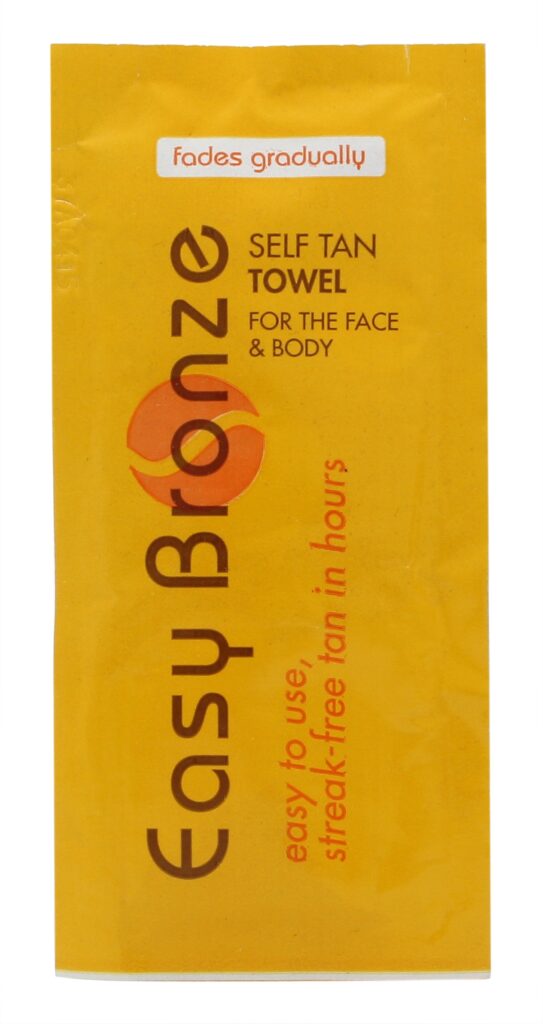 fades gradually
SELF TAN
TOWEL
FOR THE FACE
& BODY
Easy Bronze
easy to use,
streak-free tan in hours